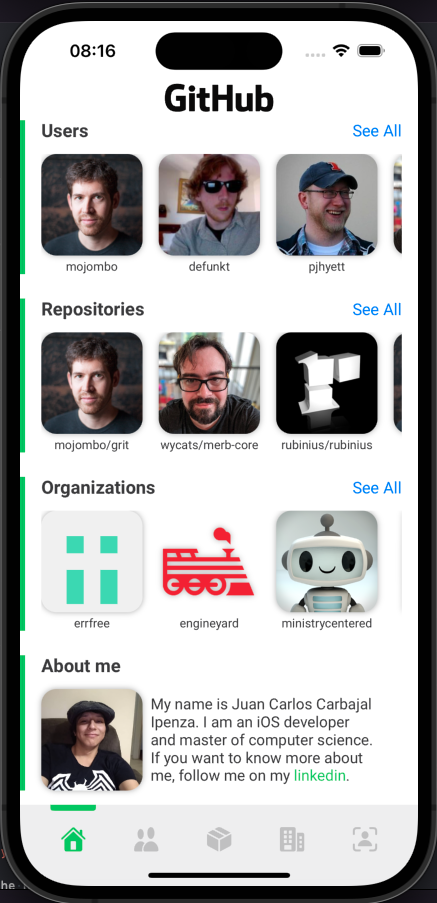 08:16
GitHub
Users See All
mojombo defunkt pjhyett
Repositories See All
mojombo/grit wycats/merb-core rubinius/rubinius
Organizations See All
errfree engineyard ministrycentered
About me
My name is Juan Carlos Carbajal
Ipenza. I am an iOS developer
and master of computer science.
If you want to know more about
me, follow me on my linkedin.